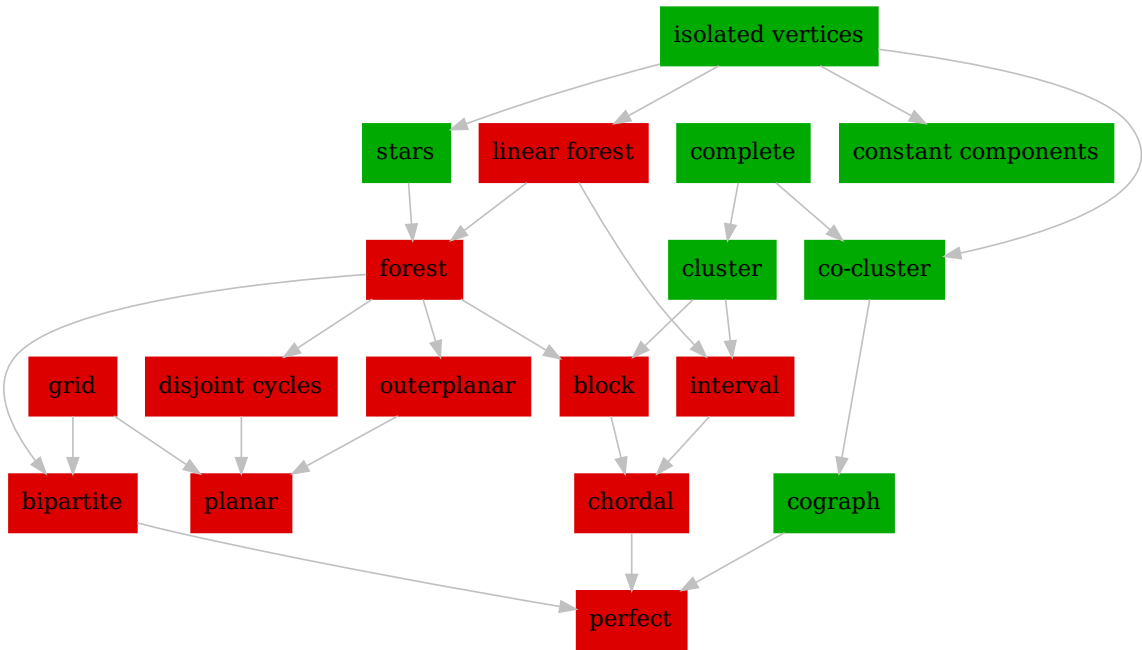 isolated vertices
stars
linear forest
complete
constant components
forest
cluster
co-cluster
grid
disjoint cycles
outerplanar
block
interval
bipartite
planar
chordal
cograph
perfect